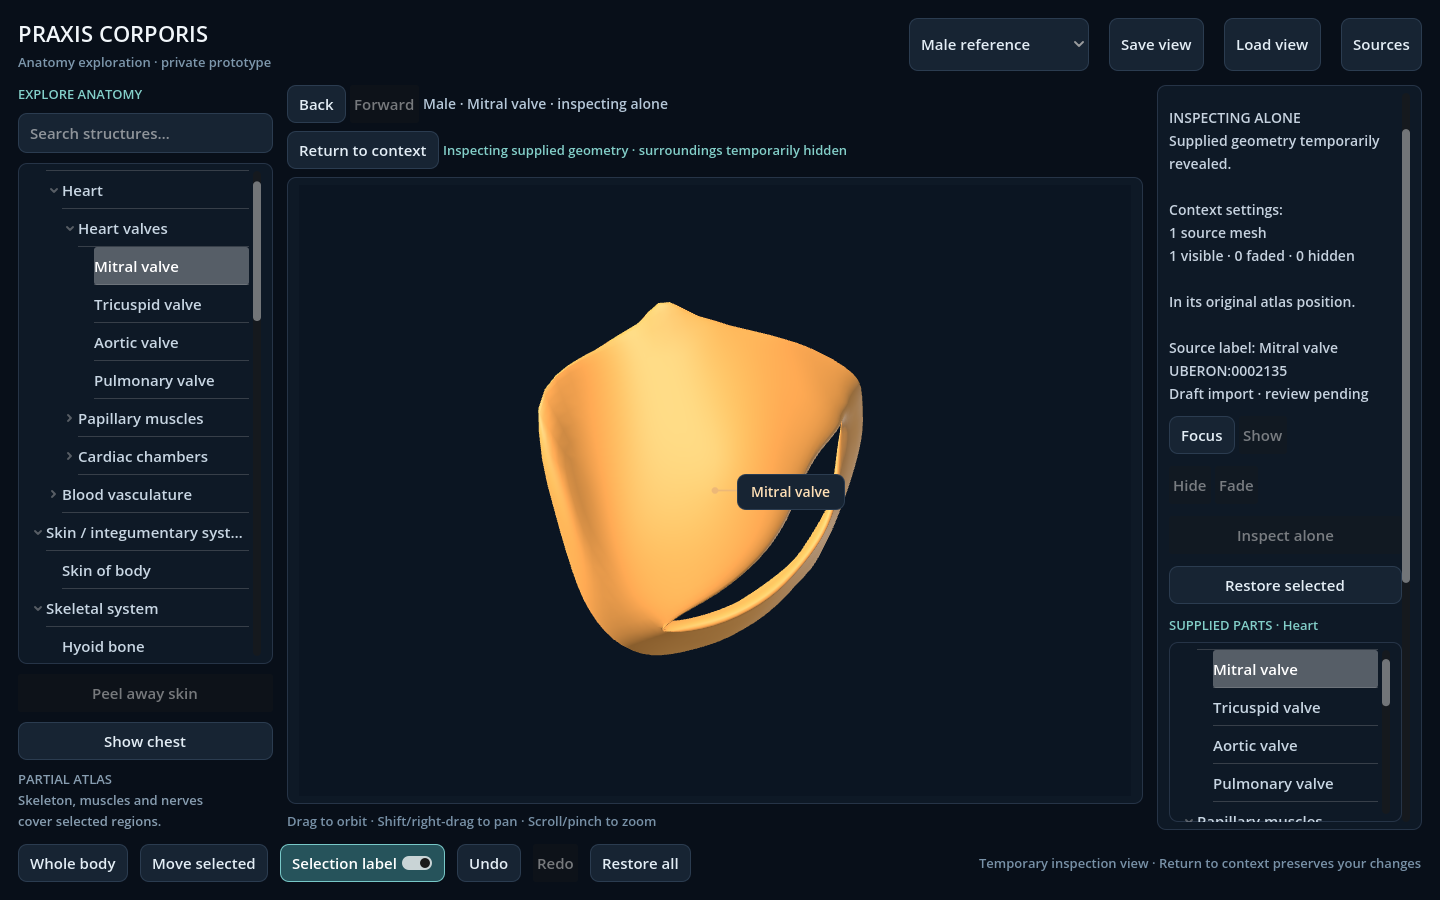 PRAXIS CORPORIS
Anatomy exploration · private prototype
Male reference
Save view
Load view
Sources
EXPLORE ANATOMY
Search structures...
Heart
Heart valves
Mitral valve
Tricuspid valve
Aortic valve
Pulmonary valve
Papillary muscles
Cardiac chambers
Blood vasculature
Skin / integumentary syst...
Skin of body
Skeletal system
Hyoid bone
Peel away skin
Show chest
PARTIAL ATLAS
Skeleton, muscles and nerves
cover selected regions.
Back
Forward
Male · Mitral valve · inspecting alone
Return to context
Inspecting supplied geometry · surroundings temporarily hidden
Mitral valve
Drag to orbit · Shift/right-drag to pan · Scroll/pinch to zoom
INSPECTING ALONE
Supplied geometry temporarily
revealed.
Context settings:
1 source mesh
1 visible · 0 faded · 0 hidden
In its original atlas position.
Source label: Mitral valve
UBERON:0002135
Draft import · review pending
Focus
Show
Hide
Fade
Inspect alone
Restore selected
SUPPLIED PARTS · Heart
Mitral valve
Tricuspid valve
Aortic valve
Pulmonary valve
Papillary muscles
Whole body
Move selected
Selection label
Undo
Redo
Restore all
Temporary inspection view · Return to context preserves your changes